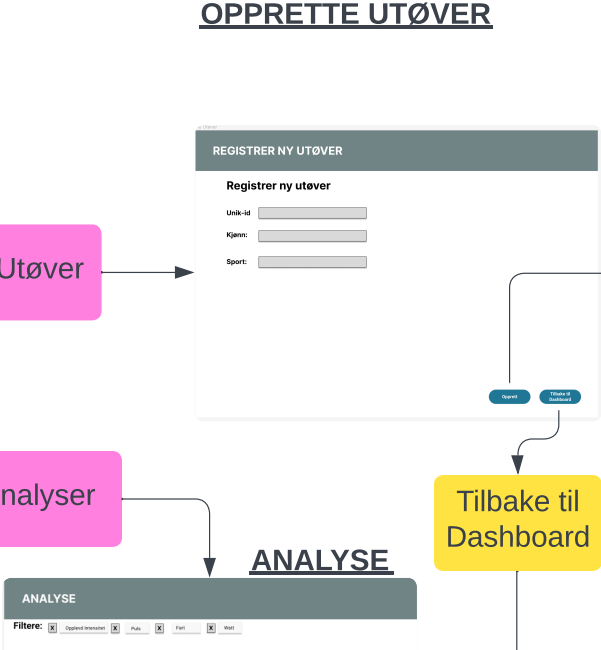 OPPRETTE UTØVER
Utøver
REGISTRER NY UTØVER
Registrer ny utøver
Unik-id
Kjønn:
Sport:
Utøver
Opprett
Tilbake til
Dashboard
nalyser
Tilbake til
Dashboard
ANALYSE
ANALYSE
Filtere: X Opplevd Intensitet X Puls X Fart X Watt